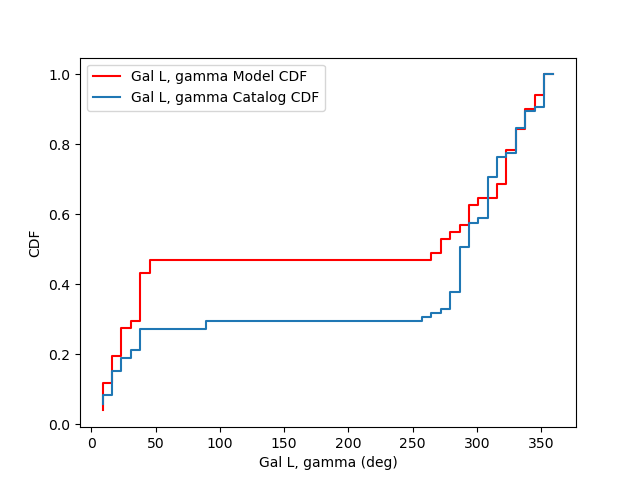 Gal L, gamma Model CDF
Gal L, gamma Catalog CDF
1.0
0.8
0.6
0.4
0.2
0.0
CDF
0 50 100 150 200 250 300 350
Gal L, gamma (deg)